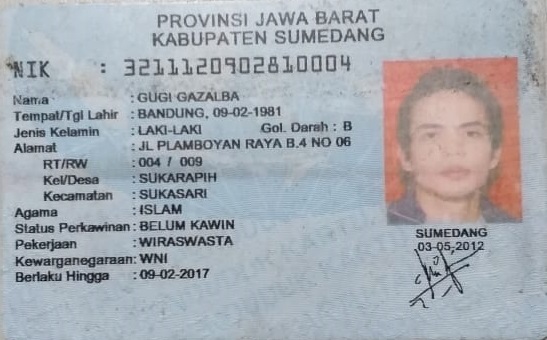 PROVINSI JAWA BARAT
KABUPATEN SUMEDANG
NIK : 3211120902810004
Nama : GUGI GAZALBA
Tempat/Tgl Lahir : BANDUNG, 09-02-1981
Jenis Kelamin : LAKI-LAKI Gol. Darah : B
Alamat : JL PLAMBOYAN RAYA B.4 NO 06
RT/RW : 004 / 009
Kel/Desa : SUKARAPIH
Kecamatan : SUKASARI
Agama : ISLAM
Status Perkawinan : BELUM KAWIN
Pekerjaan : WIRASWASTA
Kewarganegaraan: WNI
Berlaku Hingga : 09-02-2017
SUMEDANG
03-05-2012